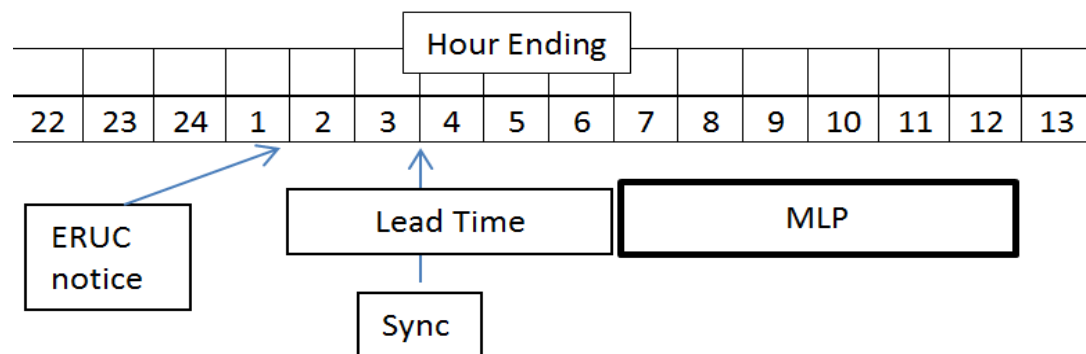 Hour Ending
22 23 24 1 2 3 4 5 6 7 8 9 10 11 12 13
ERUC
notice
Lead Time
MLP
Sync